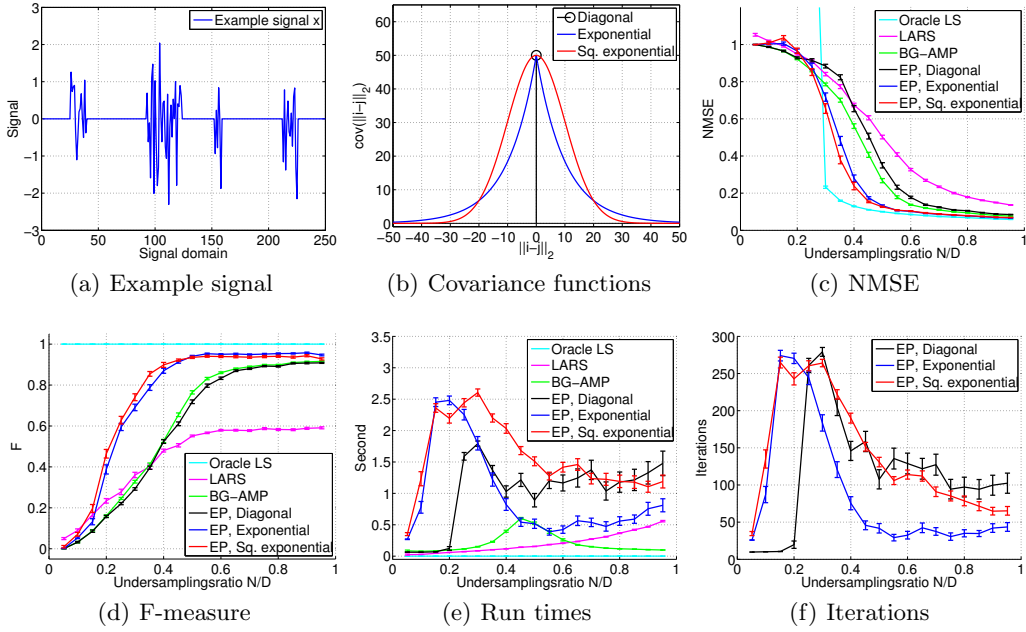 Example signal x
Signal
3
2
1
0
−1
−2
−3
0 50 100 150 200 250
Signal domain
(a) Example signal
Diagonal
Exponential
Sq. exponential
cov(||i−j||2)
60
50
40
30
20
10
0
−50 −40 −30 −20 −10 0 10 20 30 40 50
||i−j||2
(b) Covariance functions
Oracle LS
LARS
BG−AMP
EP, Diagonal
EP, Exponential
EP, Sq. exponential
NMSE
1.2
1
0.8
0.6
0.4
0.2
0
0 0.2 0.4 0.6 0.8 1
Undersamplingsratio N/D
(c) NMSE
F
1
0.8
0.6
0.4
0.2
0
Oracle LS
LARS
BG−AMP
EP, Diagonal
EP, Exponential
EP, Sq. exponential
0 0.2 0.4 0.6 0.8 1
Undersamplingsratio N/D
(d) F-measure
Oracle LS
LARS
BG−AMP
EP, Diagonal
EP, Exponential
EP, Sq. exponential
Second
3
2.5
2
1.5
1
0.5
0
0 0.2 0.4 0.6 0.8 1
Undersamplingsratio N/D
(e) Run times
EP, Diagonal
EP, Exponential
EP, Sq. exponential
Iterations
300
250
200
150
100
50
0
0 0.2 0.4 0.6 0.8 1
Undersamplingsratio N/D
(f) Iterations